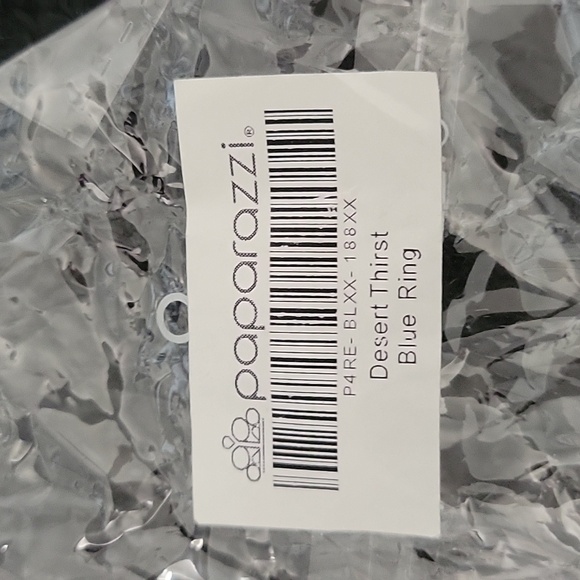 paparazzi®
P4RE-BLXX-188XX
Desert Thirst
Blue Ring